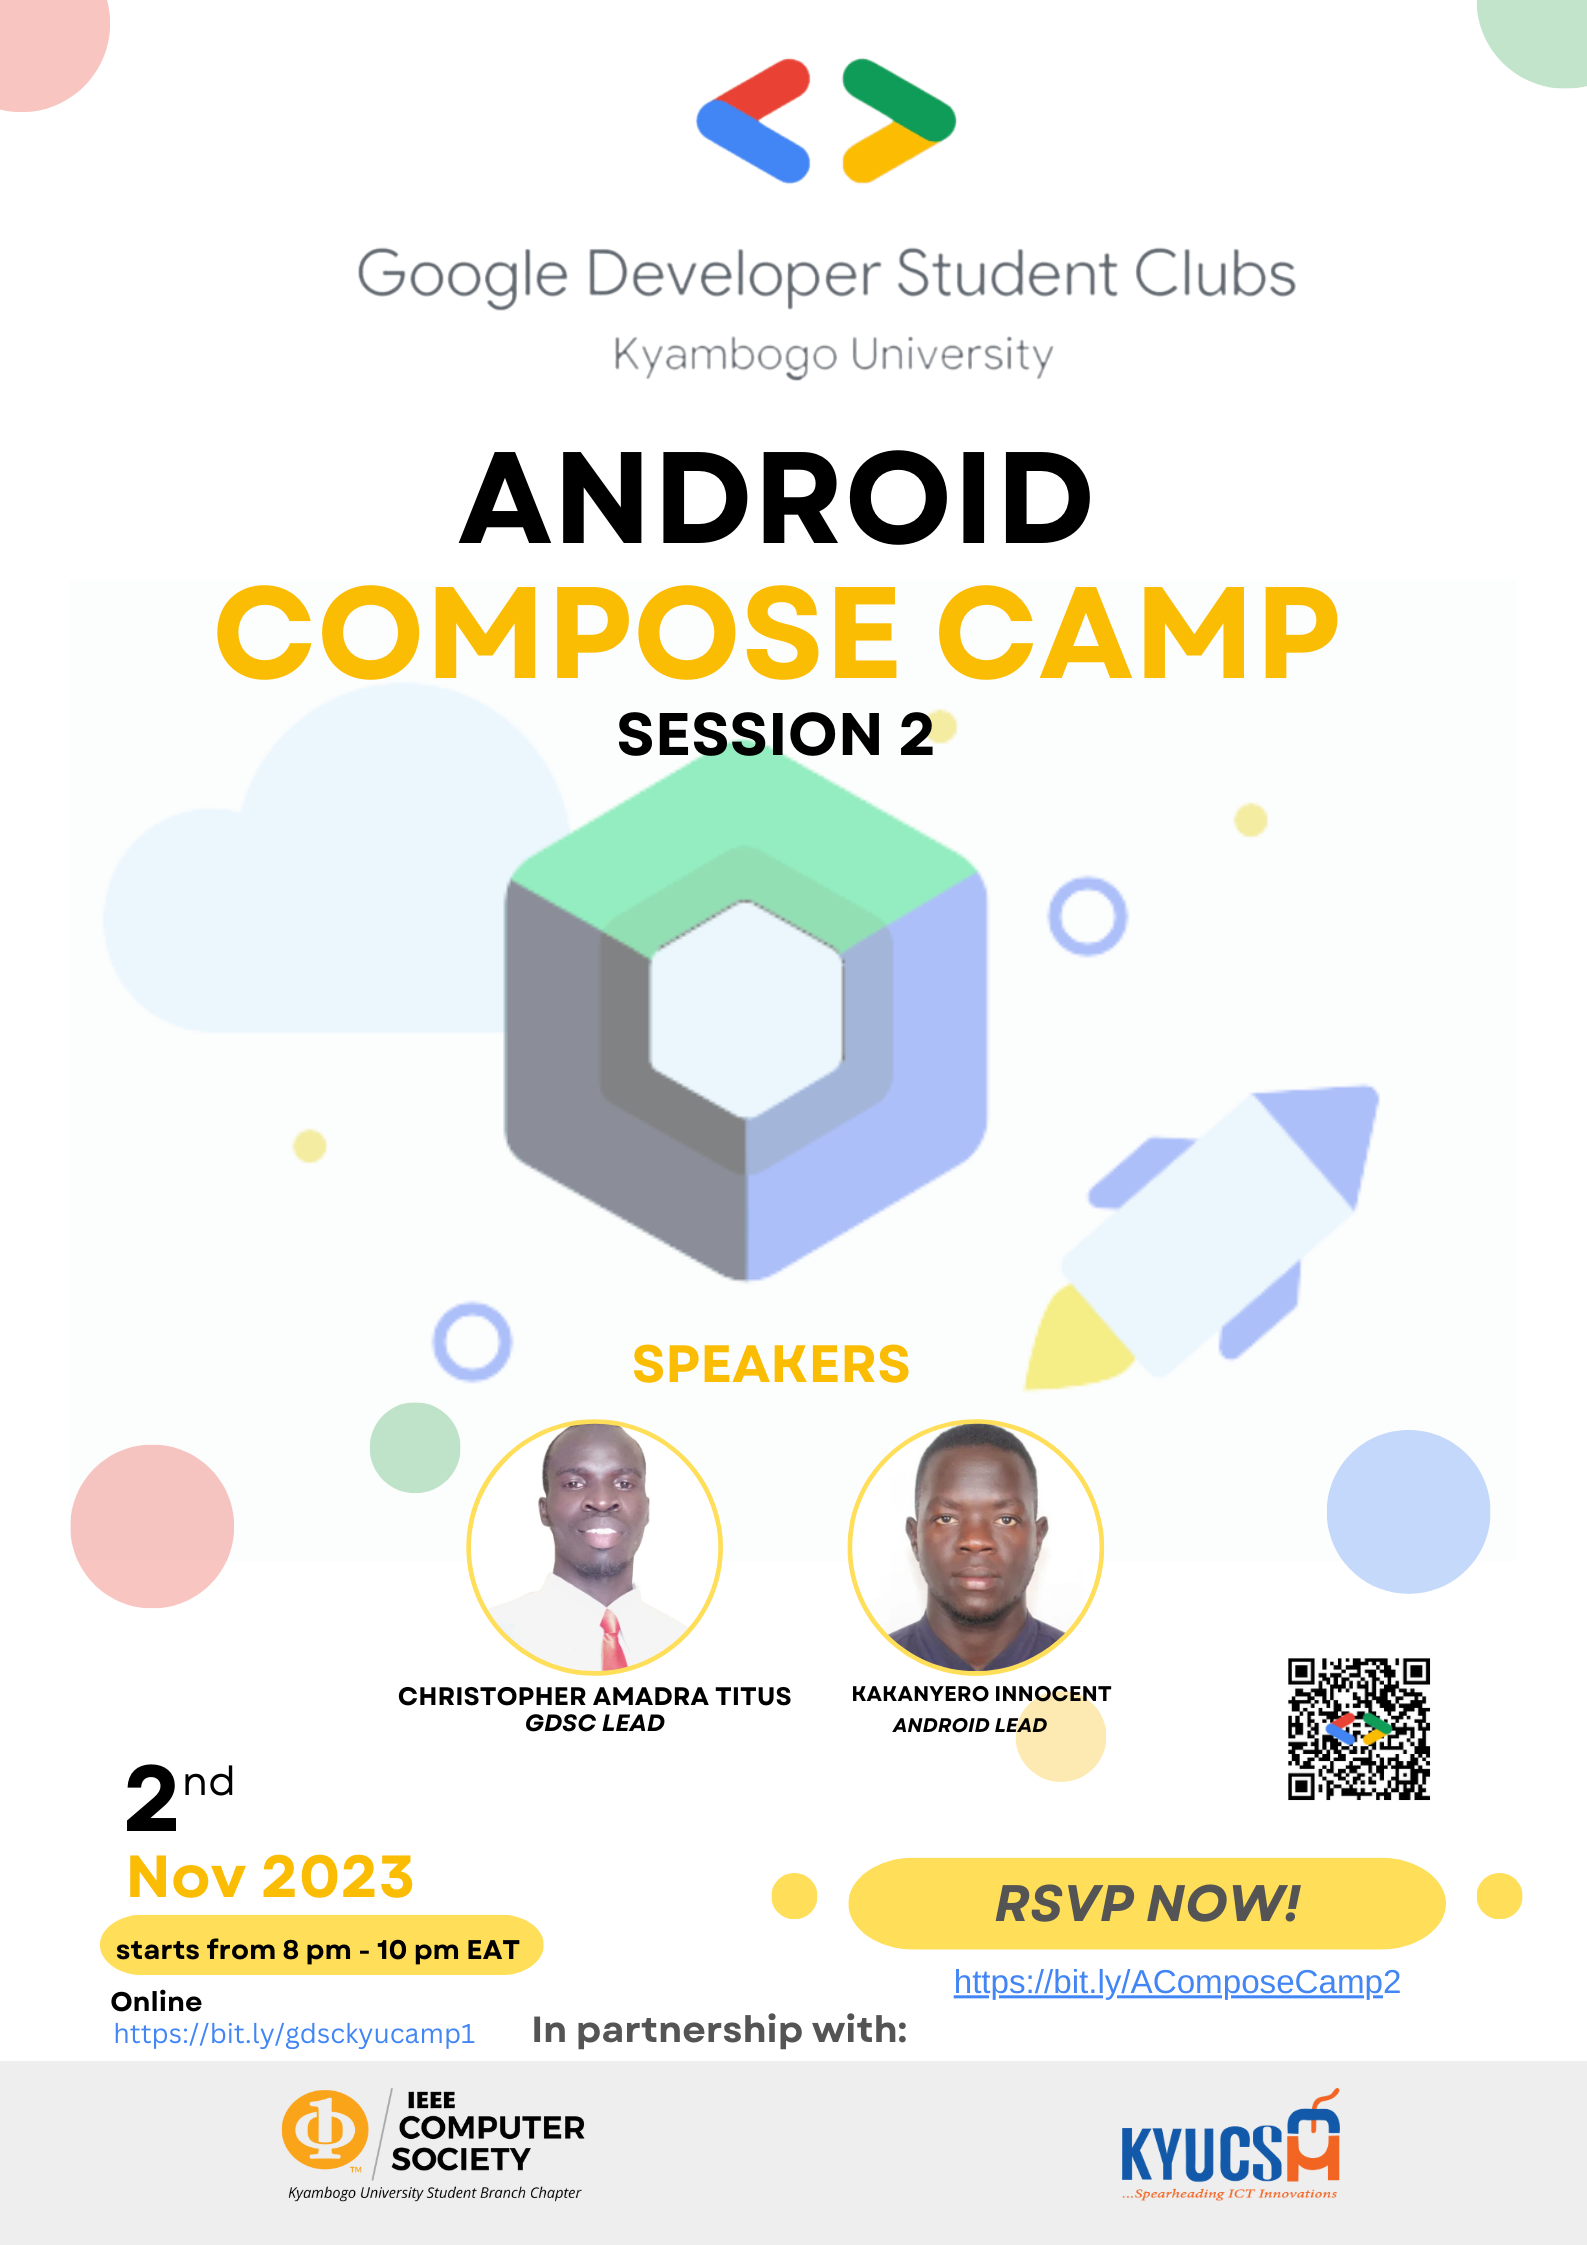 Google Developer Student Clubs
Kyambogo University
ANDROID
COMPOSE CAMP
SESSION 2
SPEAKERS
CHRISTOPHER AMADRA TITUS
GDSC LEAD
KAKANYERO INNOCENT
ANDROID LEAD
2nd
Nov 2023
starts from 8 pm - 10 pm EAT
Online
https://bit.ly/gdsckyucamp1
RSVP NOW!
https://bit.ly/AComposeCamp2
In partnership with:
IEEE
COMPUTER
SOCIETY
TM
Kyambogo University Student Branch Chapter
KYUCSA
...Spearheading ICT Innovations